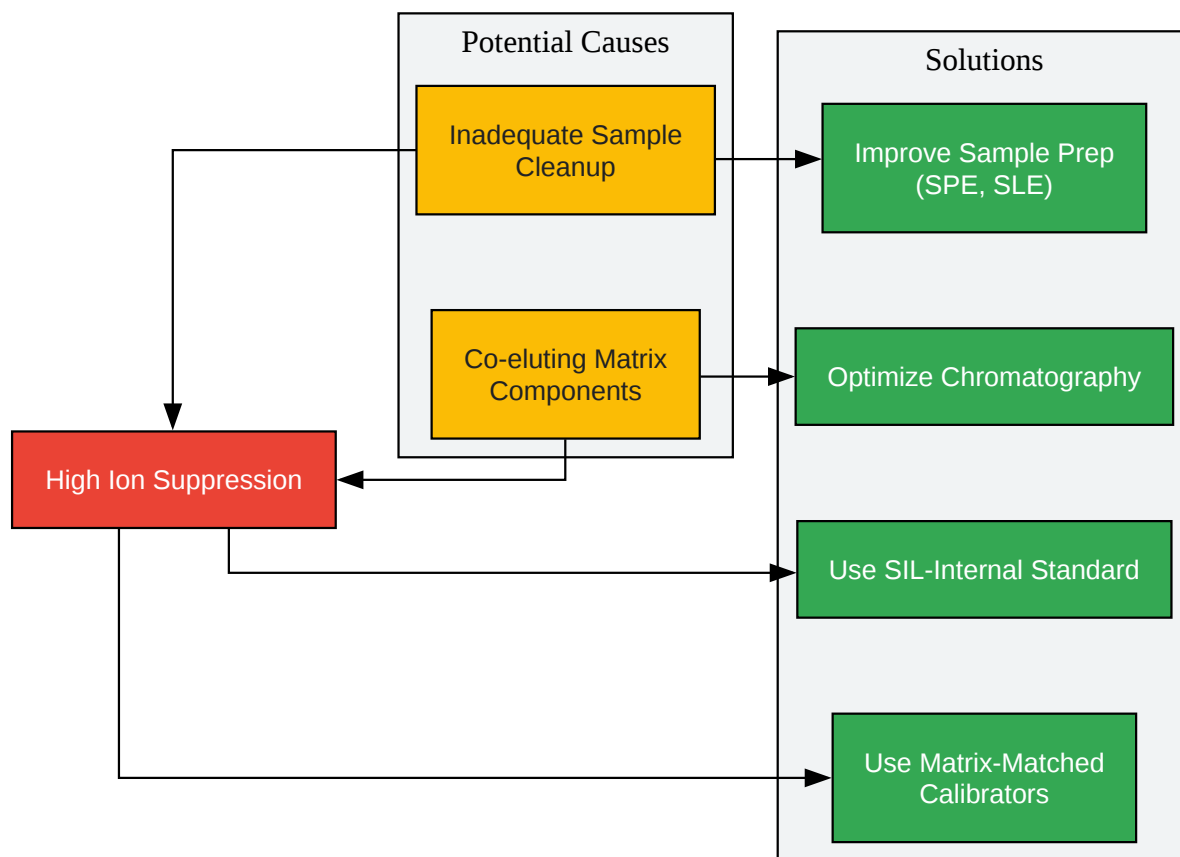 Potential Causes
Inadequate Sample
Cleanup
Co-eluting Matrix
Components
High Ion Suppression
Solutions
Improve Sample Prep
(SPE, SLE)
Optimize Chromatography
Use SIL-Internal Standard
Use Matrix-Matched
Calibrators